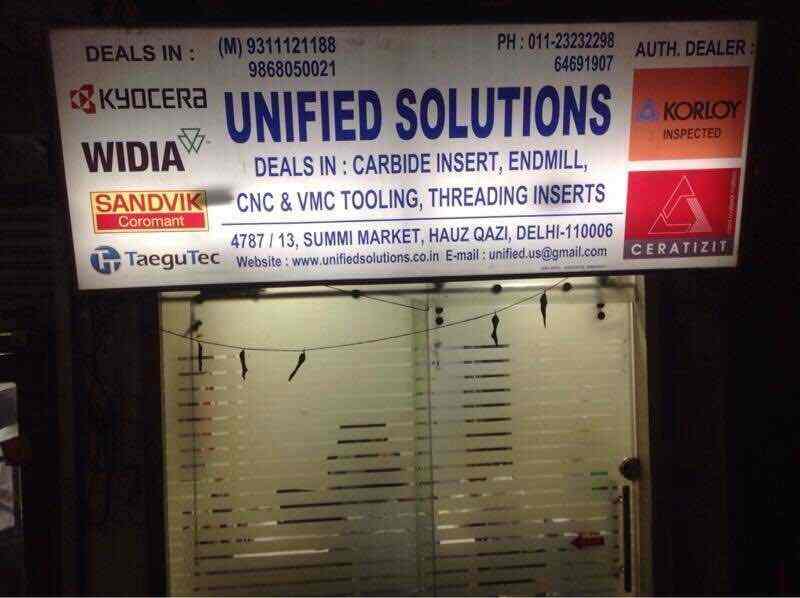 DEALS IN :
(M) 9311121188
9868050021
PH : 011-23232298
64691907
AUTH. DEALER :
KYOCERA
WIDIA
SANDVIK
Coromant
TaeguTec
UNIFIED SOLUTIONS
DEALS IN : CARBIDE INSERT, ENDMILL,
CNC & VMC TOOLING, THREADING INSERTS
4787 / 13, SUMMI MARKET, HAUZ QAZI, DELHI-110006
Website : www.unifiedsolutions.co.in E-mail : unified.us@gmail.com
KORLOY
INSPECTED
CERATIZIT